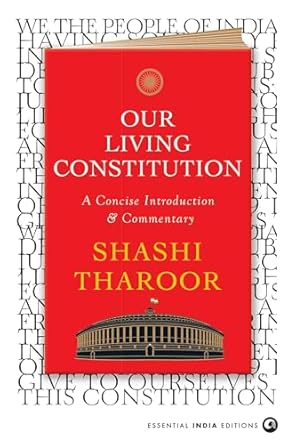 WE THE PEOPLE OF INDIA
HAVING
OUR
LIVING
CONSTITUTION
A Concise Introduction
& Commentary
SHASHI
THAROOR
GIVE TO OURSELVES
THIS CONSTITUTION
ESSENTIAL INDIA EDITIONS